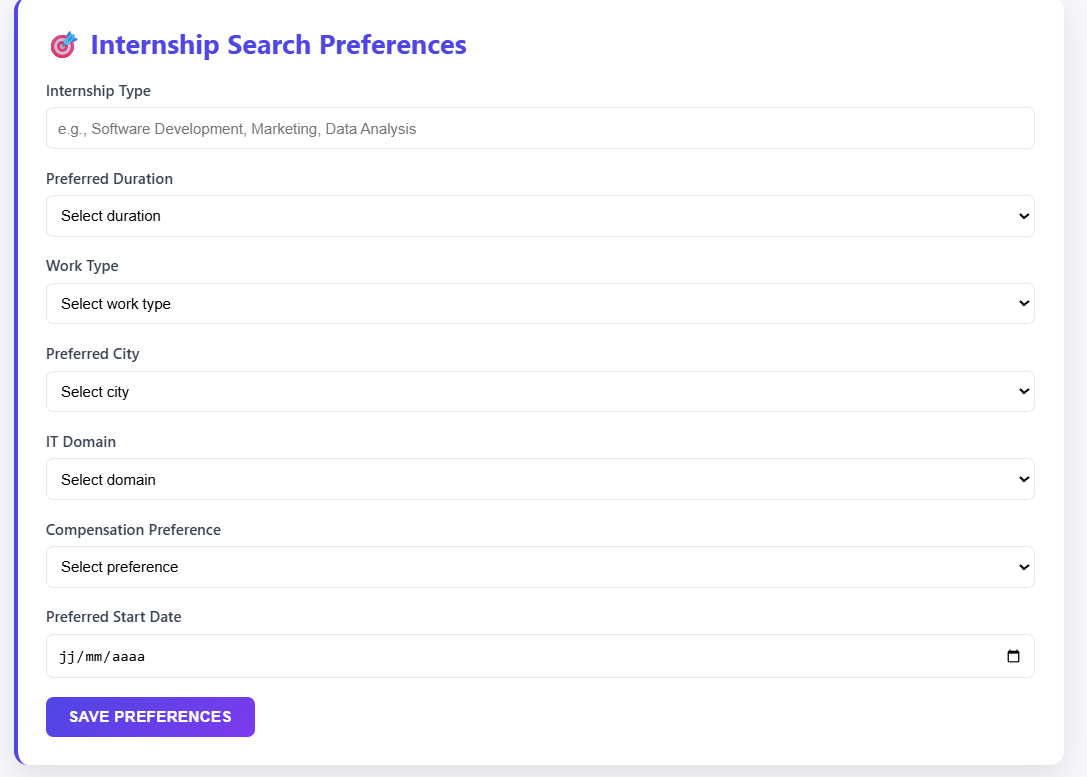 Internship Search Preferences
Internship Type
e.g., Software Development, Marketing, Data Analysis
Preferred Duration
Select duration
Work Type
Select work type
Preferred City
Select city
IT Domain
Select domain
Compensation Preference
Select preference
Preferred Start Date
jj/mm/aaaa
SAVE PREFERENCES